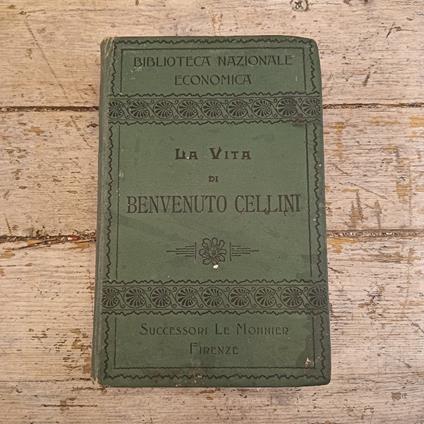 BIBLIOTECA NAZIONALE
ECONOMICA
LA VITA
DI
BENVENUTO CELLINI
SUCCESSORI LE MONNIER
FIRENZE